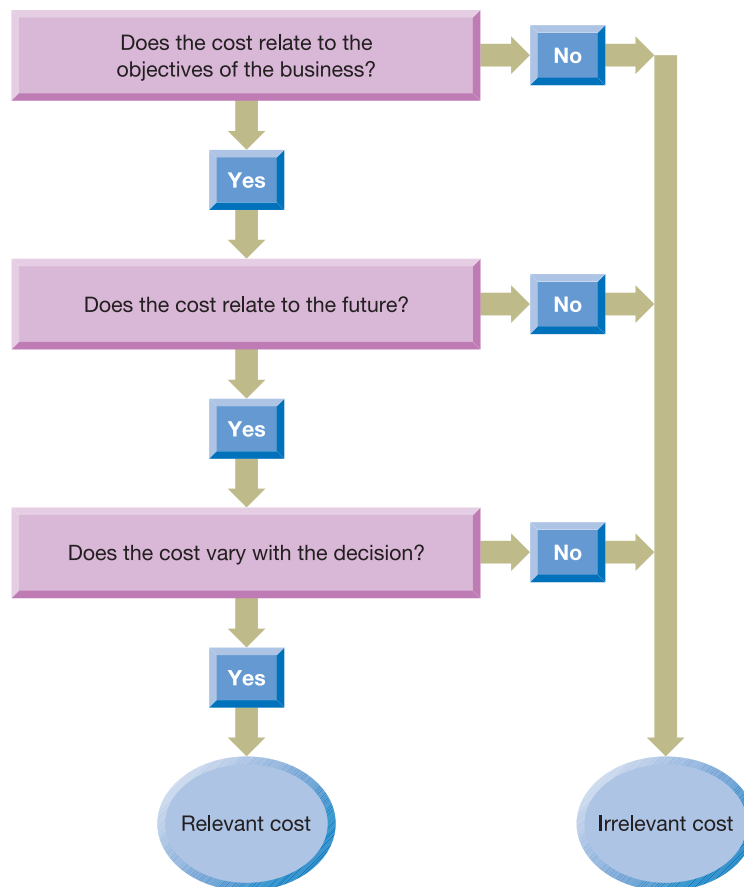 Does the cost relate to the
objectives of the business?
No
Yes
Does the cost relate to the future?
No
Yes
Does the cost vary with the decision?
No
Yes
Relevant cost
Irrelevant cost